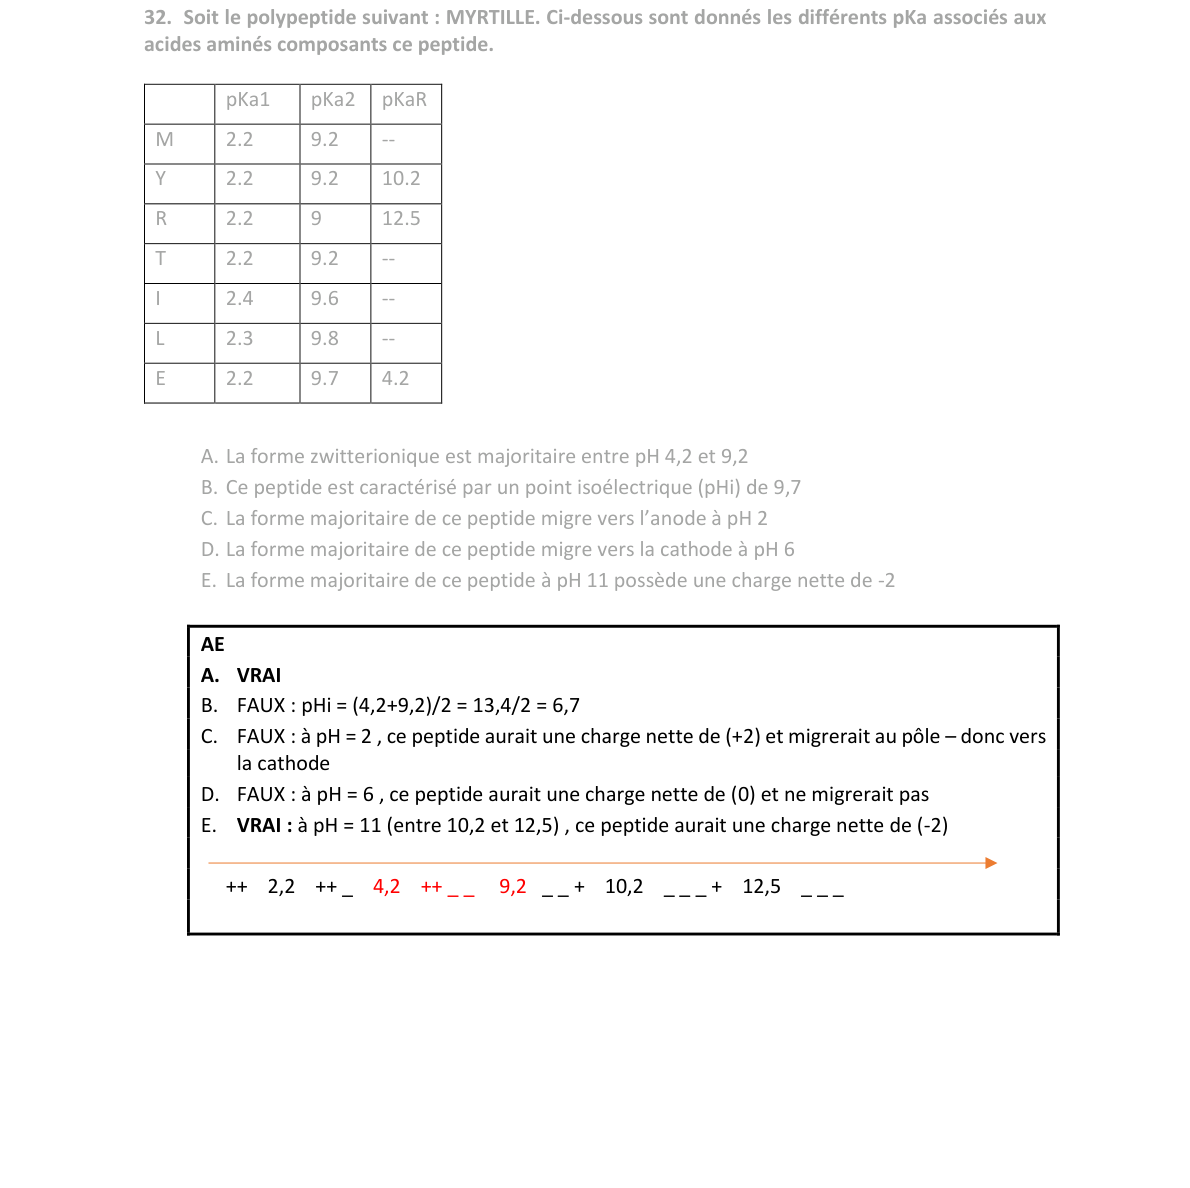 32. Soit le polypeptide suivant : MYRTILLE. Ci-dessous sont donnés les différents pKa associés aux
acides aminés composants ce peptide.
pKa1 pKa2 pKaR
M 2.2 9.2 --
Y 2.2 9.2 10.2
R 2.2 9 12.5
T 2.2 9.2 --
I 2.4 9.6 --
L 2.3 9.8 --
E 2.2 9.7 4.2
A. La forme zwitterionique est majoritaire entre pH 4,2 et 9,2
B. Ce peptide est caractérisé par un point isoélectrique (pHi) de 9,7
C. La forme majoritaire de ce peptide migre vers l’anode à pH 2
D. La forme majoritaire de ce peptide migre vers la cathode à pH 6
E. La forme majoritaire de ce peptide à pH 11 possède une charge nette de -2
AE
A. VRAI
B. FAUX : pHi = (4,2+9,2)/2 = 13,4/2 = 6,7
C. FAUX : à pH = 2 , ce peptide aurait une charge nette de (+2) et migrerait au pôle – donc vers
la cathode
D. FAUX : à pH = 6 , ce peptide aurait une charge nette de (0) et ne migrerait pas
E. VRAI : à pH = 11 (entre 10,2 et 12,5) , ce peptide aurait une charge nette de (-2)
++ 2,2 ++ _ 4,2 ++ _ _ 9,2 _ _ + 10,2 _ _ _ + 12,5 _ _ _